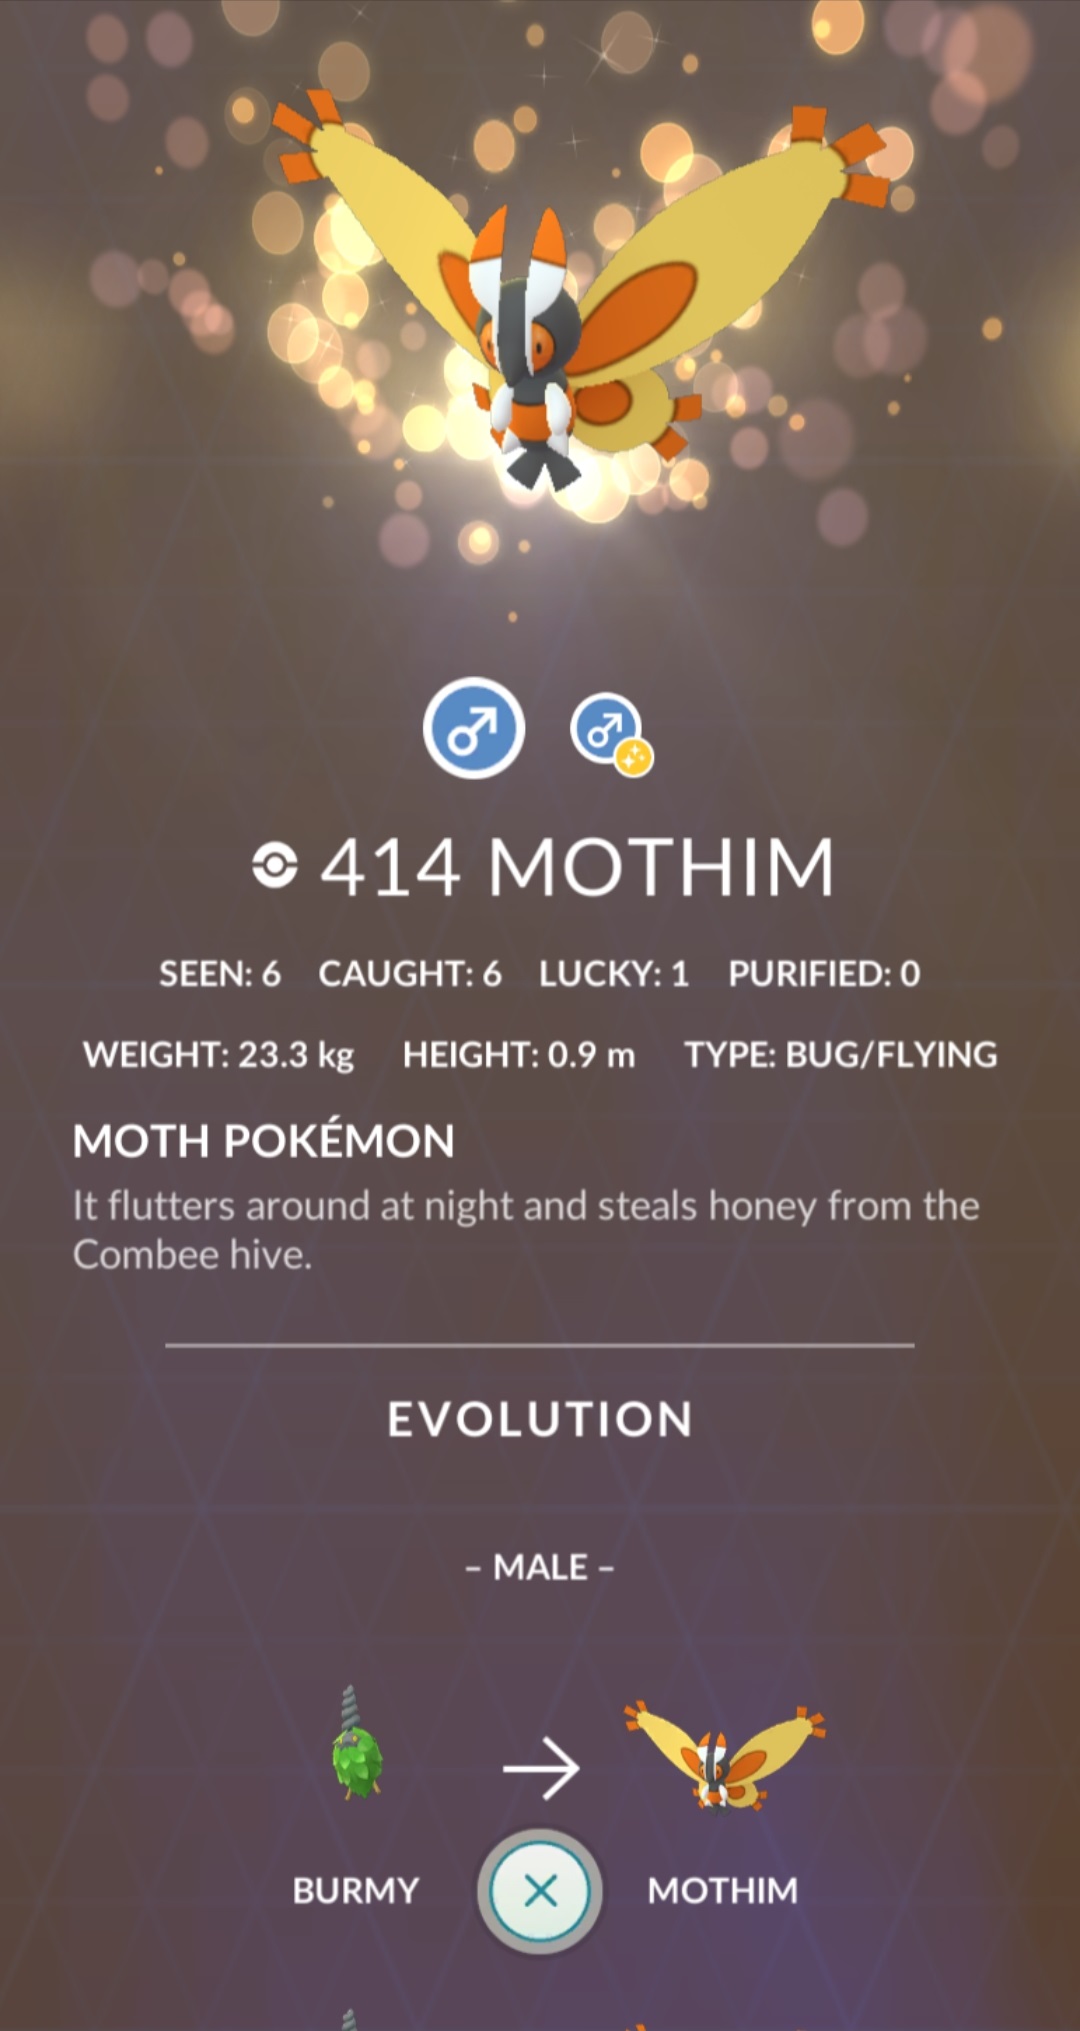 414 MOTHIM
SEEN: 6 CAUGHT: 6 LUCKY: 1 PURIFIED: 0
WEIGHT: 23.3 kg HEIGHT: 0.9 m TYPE: BUG/FLYING
MOTH POKÉMON
It flutters around at night and steals honey from the
Combee hive.
EVOLUTION
– MALE –
BURMY MOTHIM